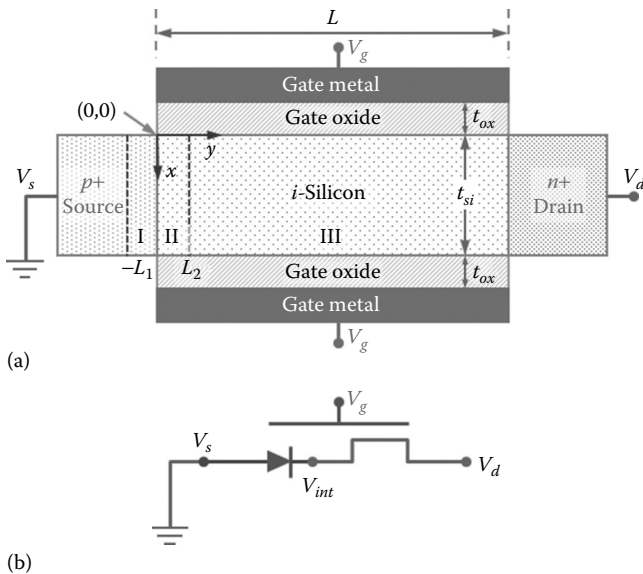 L
V_g
Gate metal
(0,0)
Gate oxide
t_ox
y
V_s
x
p+
Source
i-Silicon
t_si
n+
Drain
V_d
I
II
III
−L_1
L_2
Gate oxide
t_ox
Gate metal
V_g
(a)
V_g
V_s
V_int
V_d
(b)